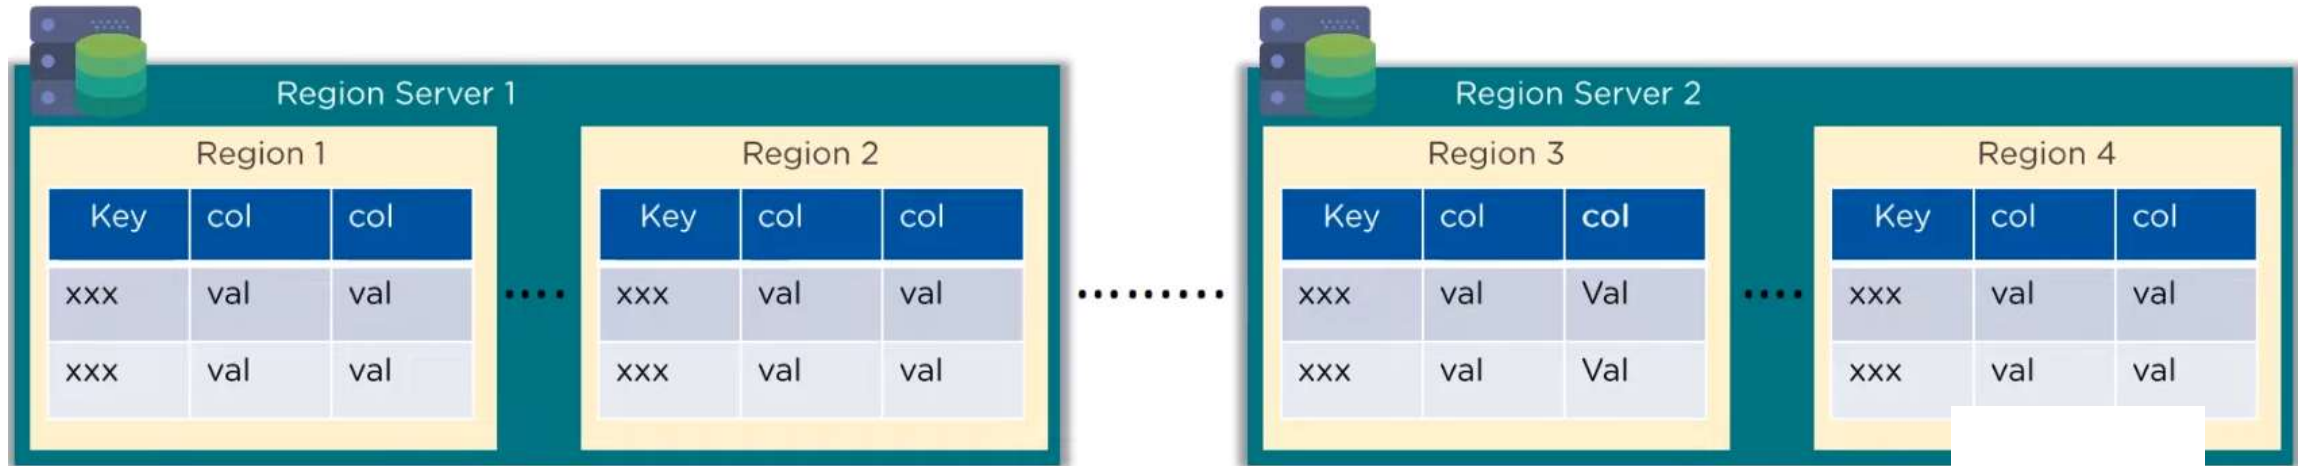 Region Server 1
Region 1
Key col col
xxx val val
xxx val val
Region 2
Key col col
xxx val val
xxx val val
Region Server 2
Region 3
Key col col
xxx val Val
xxx val Val
Region 4
Key col col
xxx val val
xxx val val